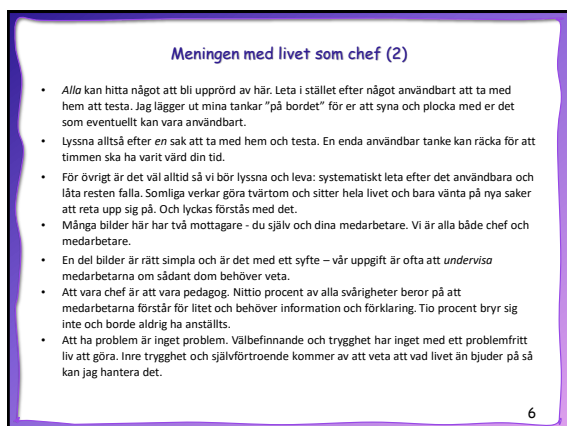 Meningen med livet som chef (2)
• Alla kan hitta något att bli upprörd av här. Leta i stället efter något användbart att ta med
hem att testa. Jag lägger ut mina tankar ”på bordet” för er att syna och plocka med er det
som eventuellt kan vara användbart.
• Lyssna alltså efter en sak att ta med hem och testa. En enda användbar tanke kan räcka för att
timmen ska ha varit värd din tid.
• För övrigt är det väl alltid så vi bör lyssna och leva: systematiskt leta efter det användbara och
låta resten falla. Somliga verkar göra tvärtom och sitter hela livet och bara vänta på nya saker
att reta upp sig på. Och lyckas förstås med det.
• Många bilder här har två mottagare - du själv och dina medarbetare. Vi är alla både chef och
medarbetare.
• En del bilder är rätt simpla och är det med ett syfte – vår uppgift är ofta att undervisa
medarbetarna om sådant dom behöver veta.
• Att vara chef är att vara pedagog. Nittio procent av alla svårigheter beror på att
medarbetarna förstår för litet och behöver information och förklaring. Tio procent bryr sig
inte och borde aldrig ha anställts.
• Att ha problem är inget problem. Välbefinnande och trygghet har inget med ett problemfritt
liv att göra. Inre trygghet och självförtroende kommer av att veta att vad livet än bjuder på så
kan jag hantera det.
6